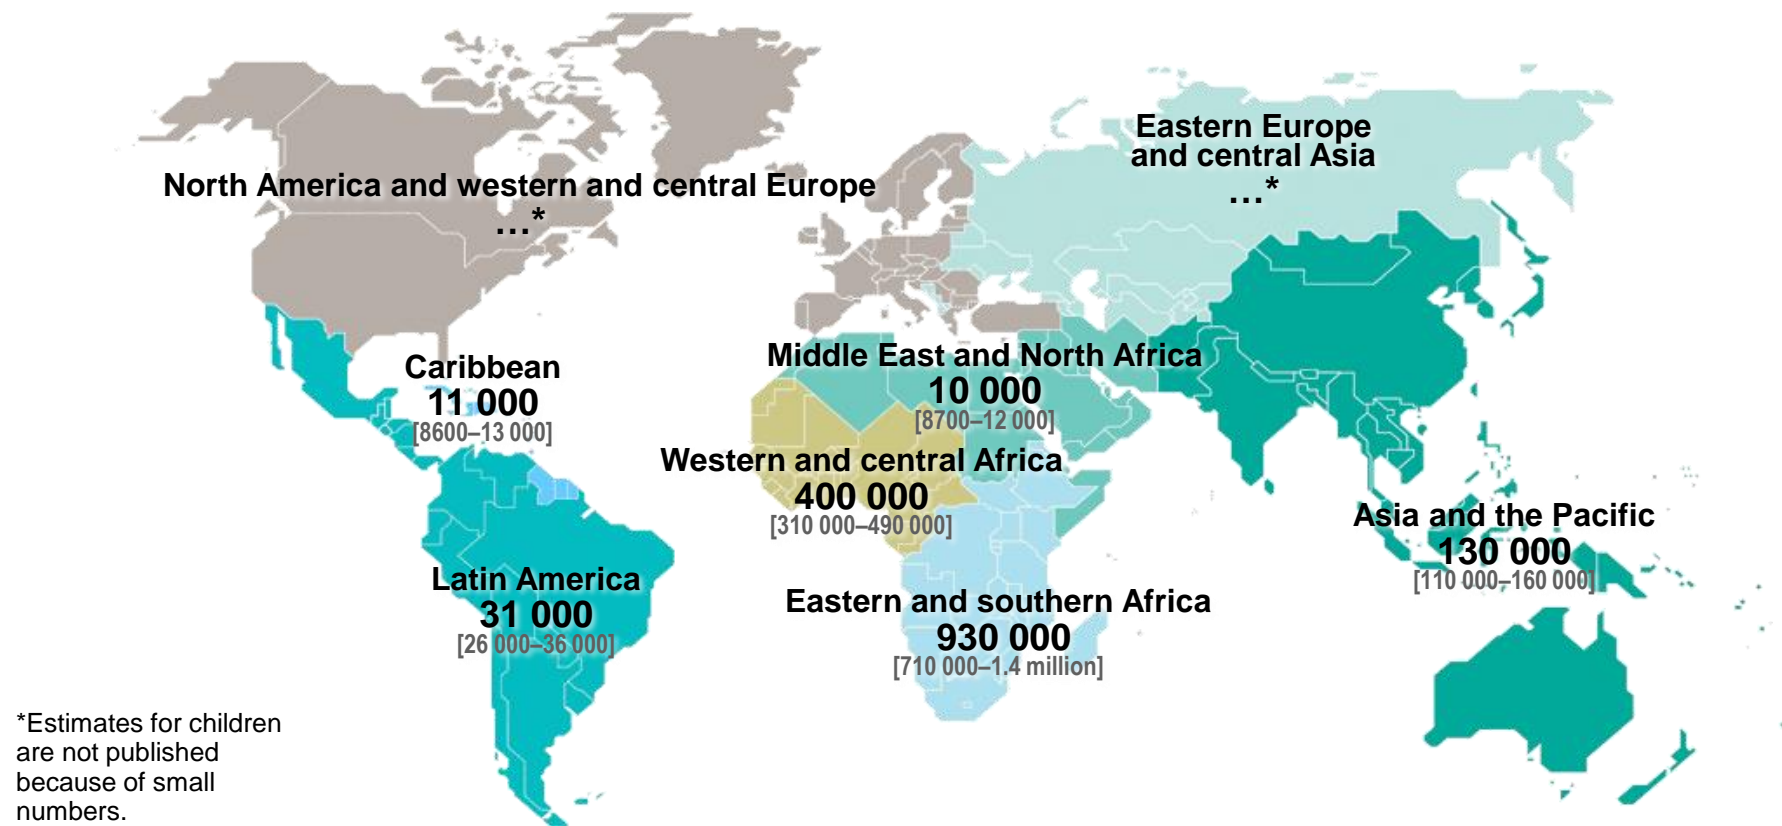 North America and western and central Europe
...*
Eastern Europe
and central Asia
...*
Caribbean
11 000
[8600–13 000]
Middle East and North Africa
10 000
[8700–12 000]
Western and central Africa
400 000
[310 000–490 000]
Asia and the Pacific
130 000
[110 000–160 000]
Latin America
31 000
[26 000–36 000]
Eastern and southern Africa
930 000
[710 000–1.4 million]
*Estimates for children
are not published
because of small
numbers.